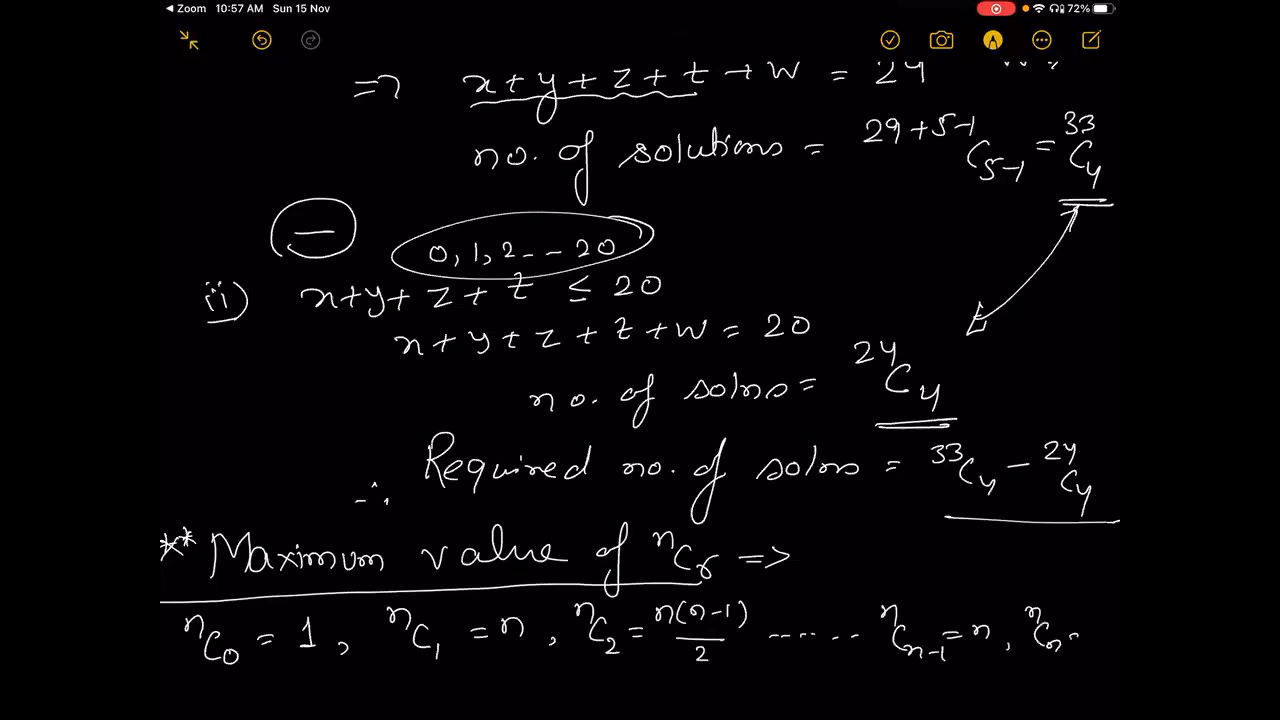 Zoom 10:57 AM Sun 15 Nov 72%
=> x+y+z+t+w = 29
no. of solutions = ²⁹⁺⁵⁻¹C₅₋₁ = ³³C₄
—
0, 1, 2 - - 20
ii) x+y+z+t ≤ 20
x+y+z+t+w = 20
no. of solns = ²⁴C₄
∴ Required no. of solns = ³³C₄ – ²⁴C₄
** Maximum value of ⁿCᵣ =>
ⁿC₀ = 1, ⁿC₁ = n, ⁿC₂ = n(n-1)/2 ------ ⁿCₙ₋₁ = n, ⁿCₙ